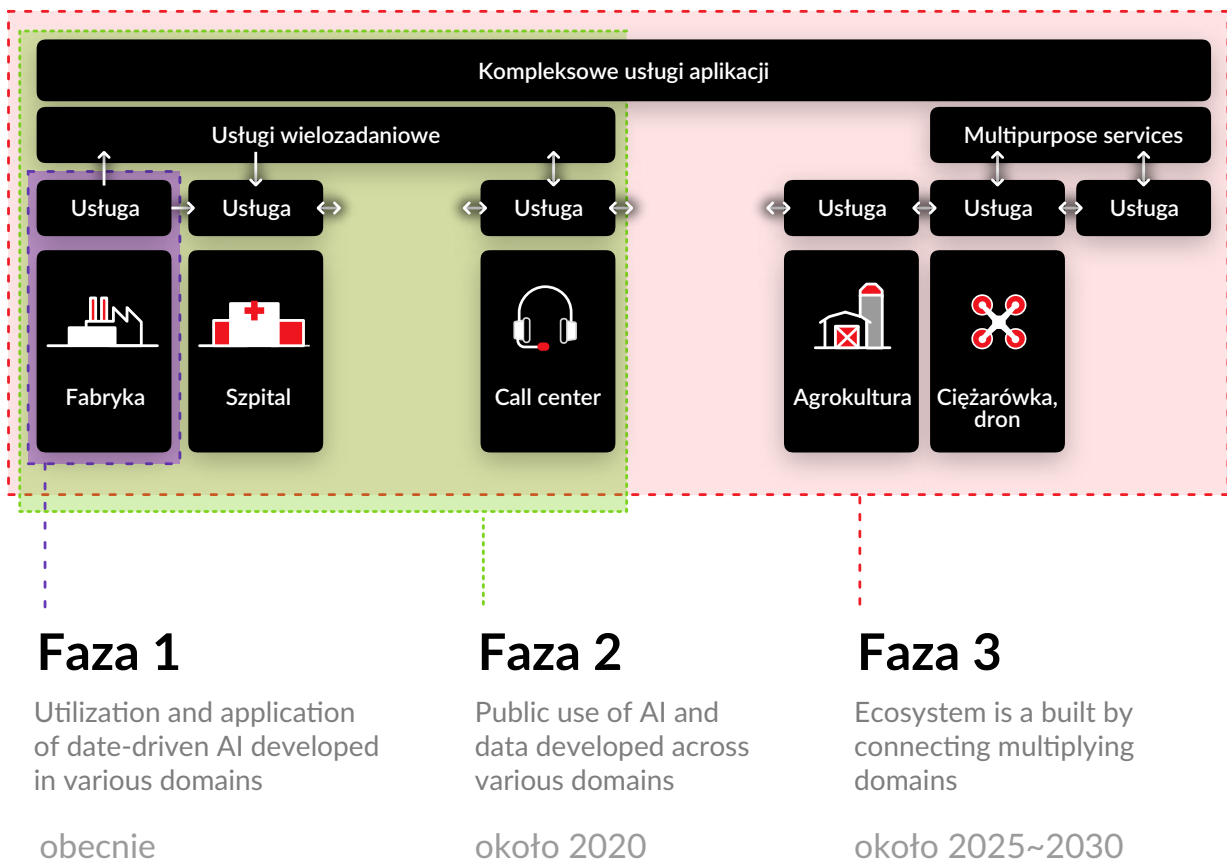 Kompleksowe usługi aplikacji
Usługi wielozadaniowe
Multipurpose services
Usługa
Usługa
Usługa
Usługa
Usługa
Usługa
Fabryka
Szpital
Call center
Agrokultura
Ciężarówka,
dron
Faza 1
Utilization and application
of date-driven AI developed
in various domains
obecnie
Faza 2
Public use of AI and
data developed across
various domains
około 2020
Faza 3
Ecosystem is a built by
connecting multiplying
domains
około 2025~2030